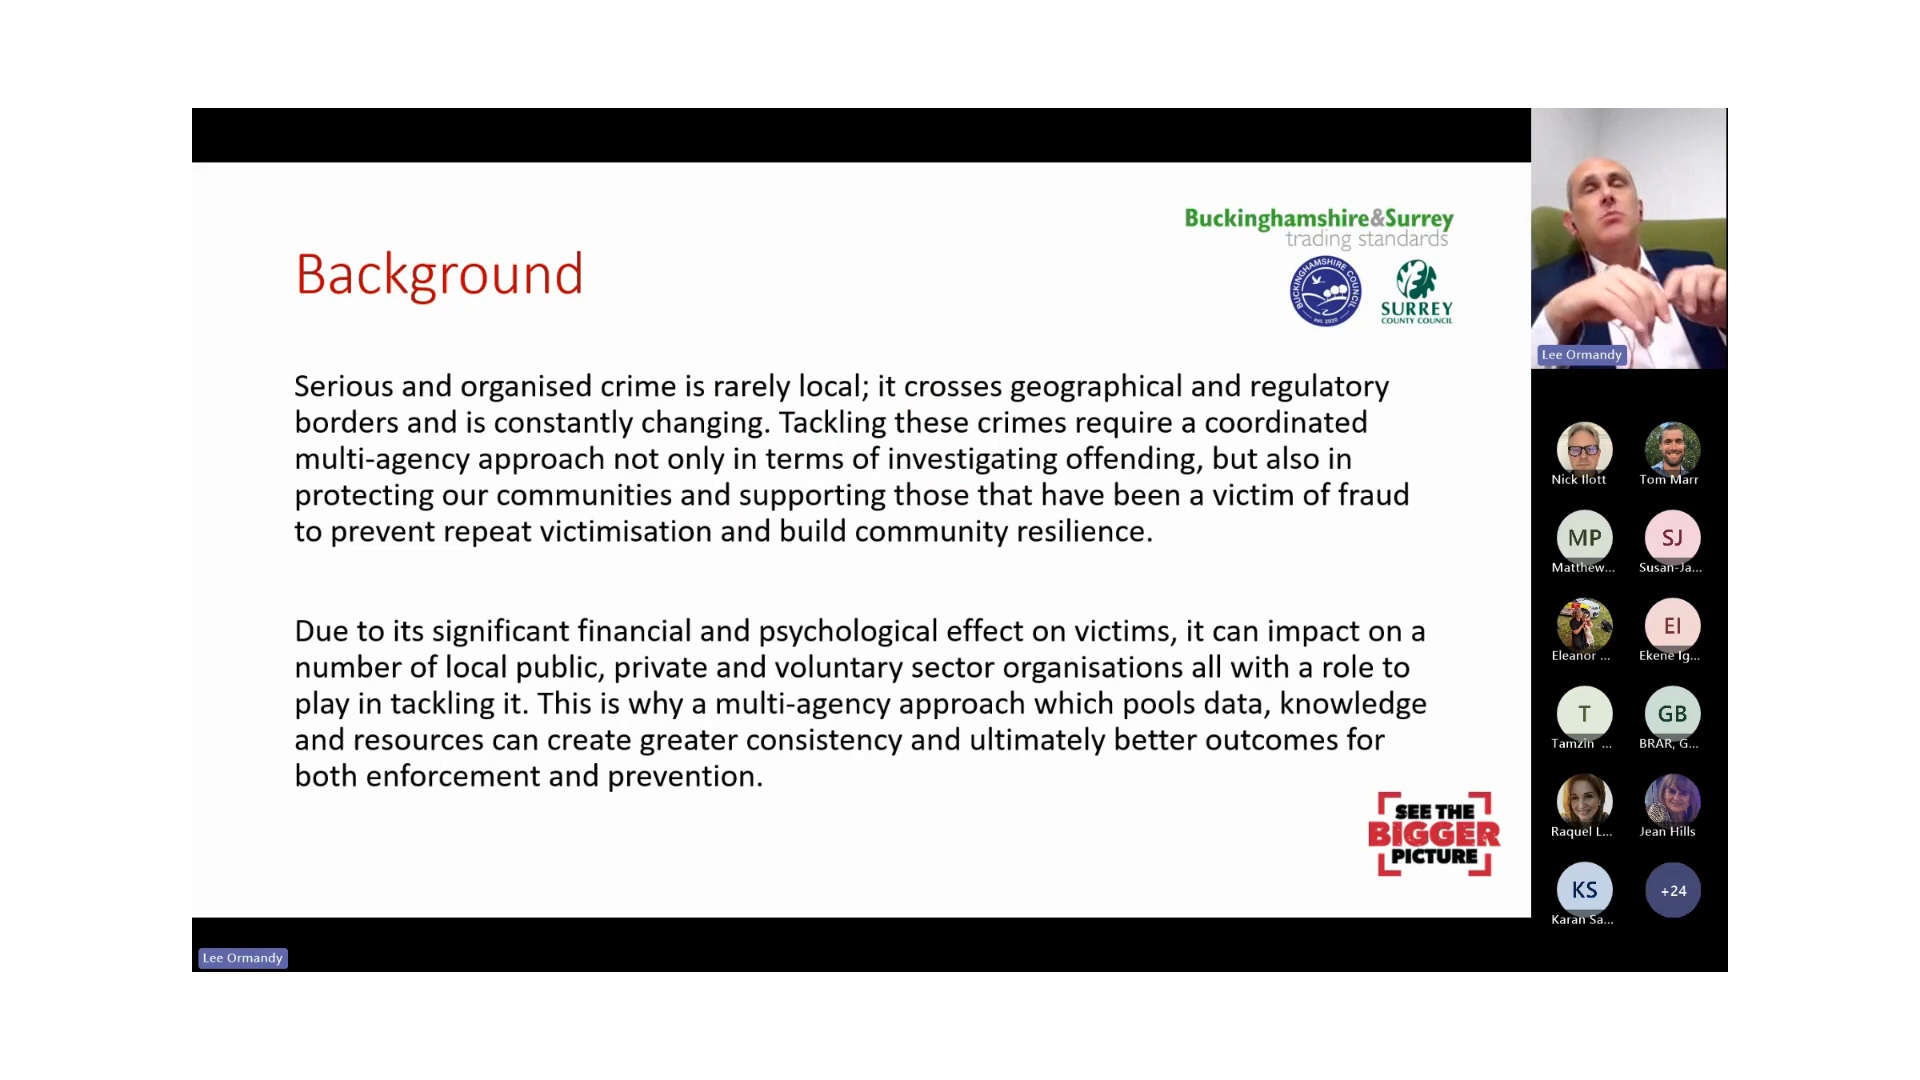 Buckinghamshire&Surrey
trading standards
BUCKINGHAMSHIRE COUNCIL
est. 2020
SURREY
COUNTY COUNCIL
Background
Serious and organised crime is rarely local; it crosses geographical and regulatory
borders and is constantly changing. Tackling these crimes require a coordinated
multi-agency approach not only in terms of investigating offending, but also in
protecting our communities and supporting those that have been a victim of fraud
to prevent repeat victimisation and build community resilience.
Due to its significant financial and psychological effect on victims, it can impact on a
number of local public, private and voluntary sector organisations all with a role to
play in tackling it. This is why a multi-agency approach which pools data, knowledge
and resources can create greater consistency and ultimately better outcomes for
both enforcement and prevention.
SEE THE
BIGGER
PICTURE
Lee Ormandy
Lee Ormandy
Nick Ilott
Tom Marr
MP
Matthew...
SJ
Susan-Ja...
Eleanor ...
EI
Ekene Ig...
T
Tamzin ...
GB
BRAR, G...
Raquel L...
Jean Hills
KS
Karan Sa...
+24